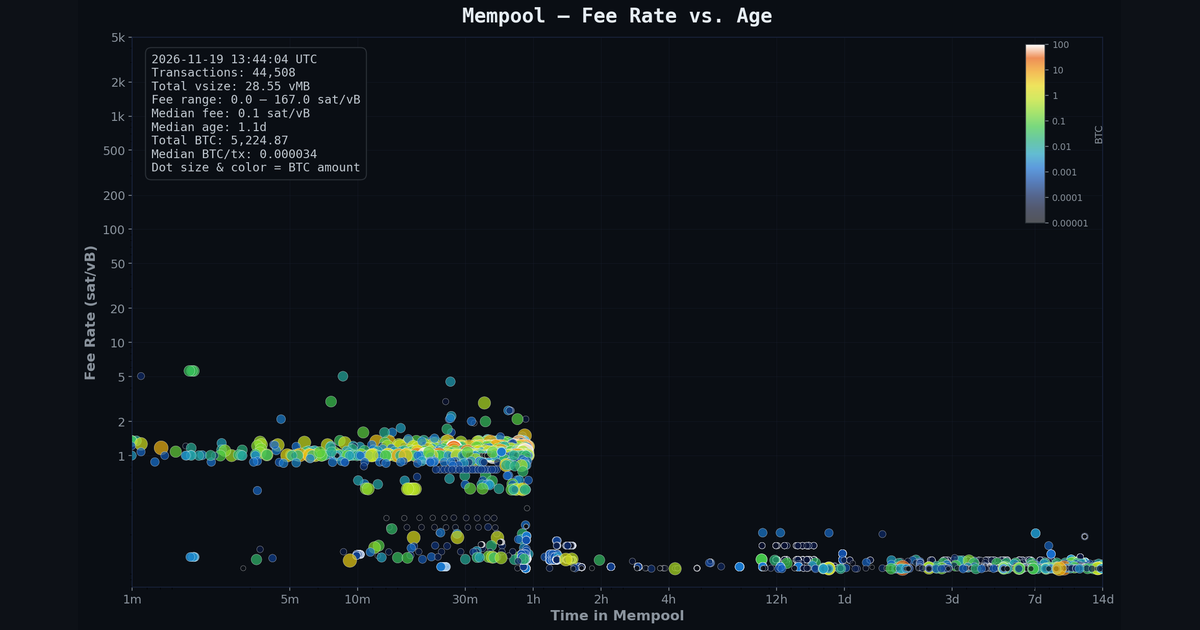 Mempool — Fee Rate vs. Age
5k
2k
1k
500
200
100
50
20
10
5
2
1
Fee Rate (sat/vB)
2026-11-19 13:44:04 UTC
Transactions: 44,508
Total vsize: 28.55 vMB
Fee range: 0.0 – 167.0 sat/vB
Median fee: 0.1 sat/vB
Median age: 1.1d
Total BTC: 5,224.87
Median BTC/tx: 0.000034
Dot size & color = BTC amount
100
10
1
0.1
0.01
0.001
0.0001
0.00001
BTC
1m 5m 10m 30m 1h 2h 4h 12h 1d 3d 7d 14d
Time in Mempool